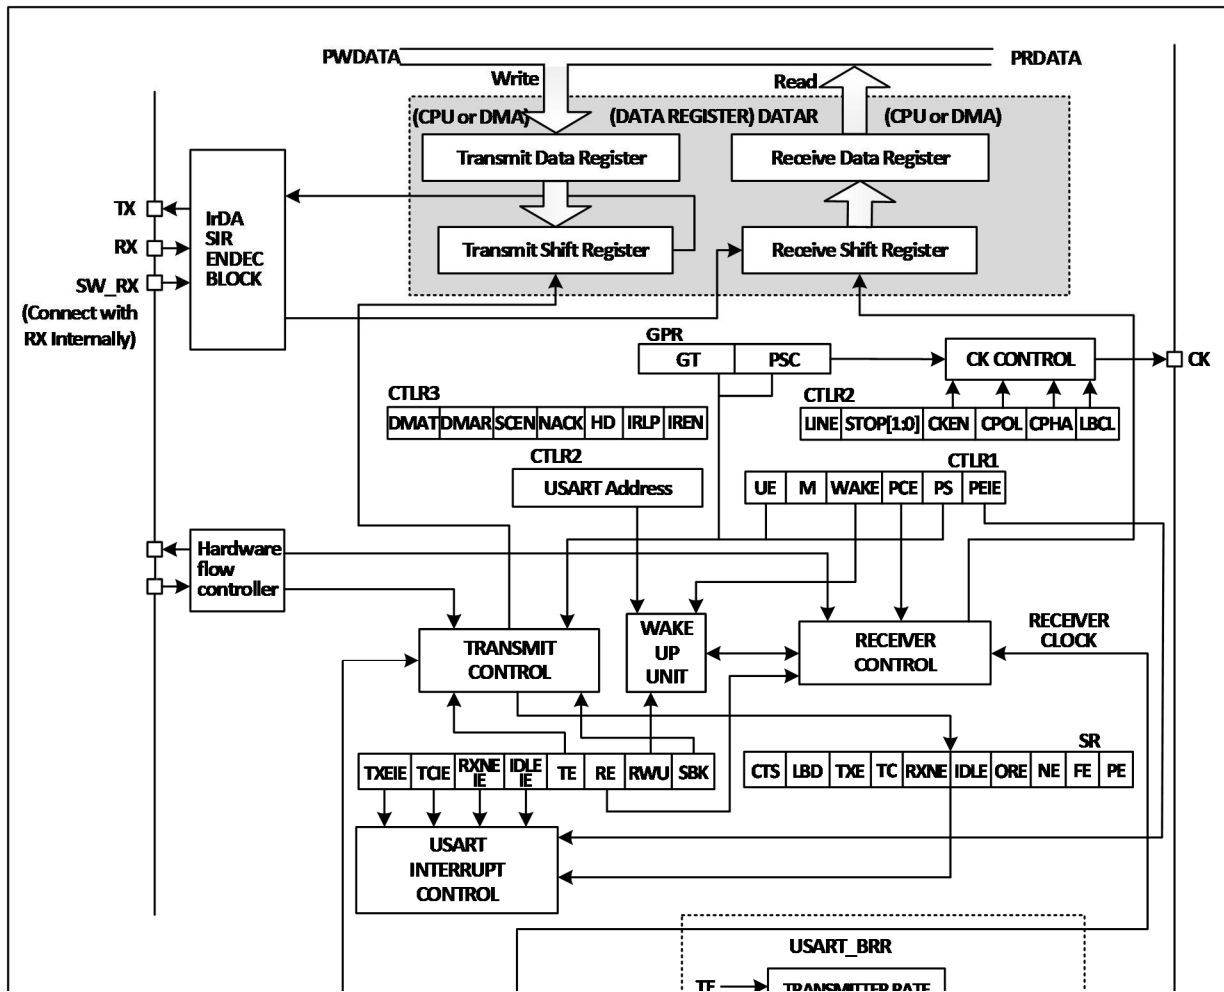 PWDATA
PRDATA
Write
Read
(CPU or DMA)
(DATA REGISTER) DATAR
(CPU or DMA)
Transmit Data Register
Receive Data Register
TX
RX
SW_RX
(Connect with
RX Internally)
IrDA
SIR
ENDEC
BLOCK
Transmit Shift Register
Receive Shift Register
GPR
GT
PSC
CK CONTROL
CK
CTLR3
DMAT
DMAR
SCEN
NACK
HD
IRLP
IREN
CTLR2
LINE
STOP[1:0]
CKEN
CPOL
CPHA
LBCL
CTLR2
USART Address
CTLR1
UE
M
WAKE
PCE
PS
PEIE
Hardware
flow
controller
TRANSMIT
CONTROL
WAKE
UP
UNIT
RECEIVER
CONTROL
RECEIVER
CLOCK
TXEIE
TCIE
RXNE
IE
IDLE
IE
TE
RE
RWU
SBK
SR
CTS
LBD
TXE
TC
RXNE
IDLE
ORE
NE
FE
PE
USART
INTERRUPT
CONTROL
USART_BRR
TE
TRANSMITTER RATE